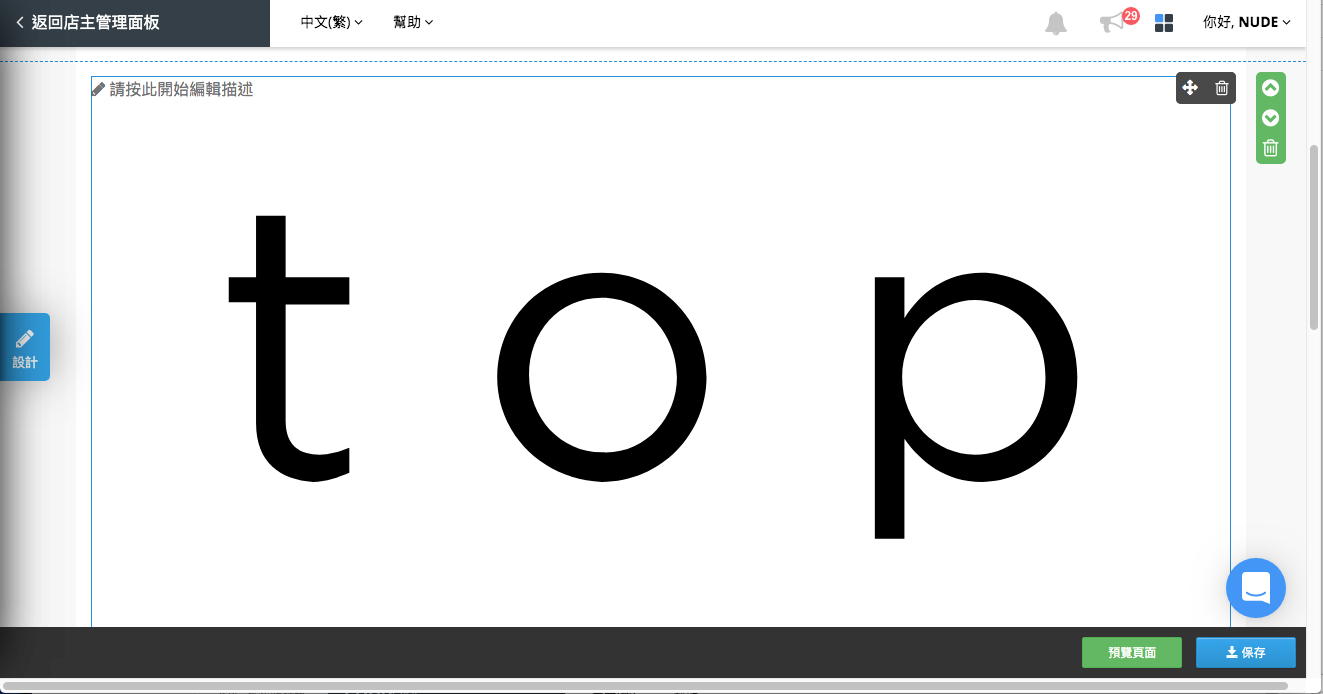 返回店主管理面板
中文(繁)
幫助
29
你好, NUDE
請按此開始編輯描述
top
設計
預覽頁面
保存